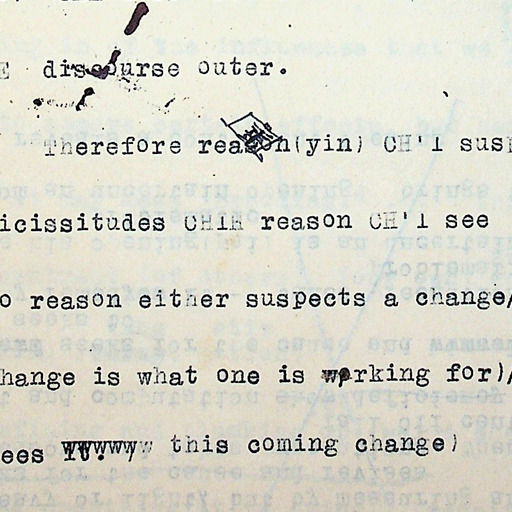 E discourse outer.
Therefore reason(yin) CH'I susp
icissitudes CHIH reason CH'I see
o reason either suspects a change/
hange is what one is working for)/
ees this coming change)